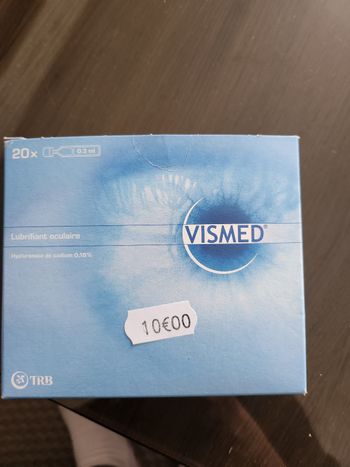 20x 0.3 ml
Lubrifiant oculaire
VISMED®
Hyaluronate de sodium 0,18%
10€00
TRB